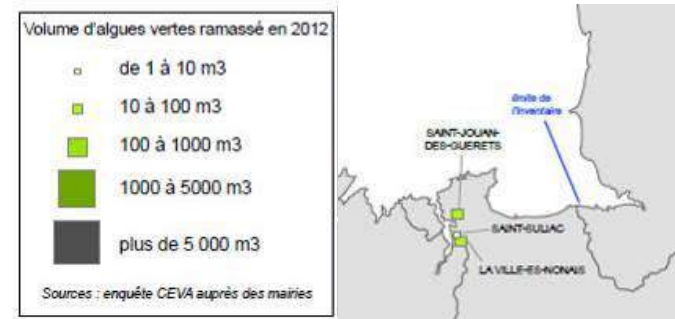 Volume d'algues vertes ramassé en 2012
de 1 à 10 m3
10 à 100 m3
100 à 1000 m3
1000 à 5000 m3
plus de 5 000 m3
Sources : enquête CEVA auprès des mairies
limite de
l'inventaire
SAINT-JOUAN-
DES-GUERETS
SAINT-SULIAC
LA VILLE-ES-NONAIS